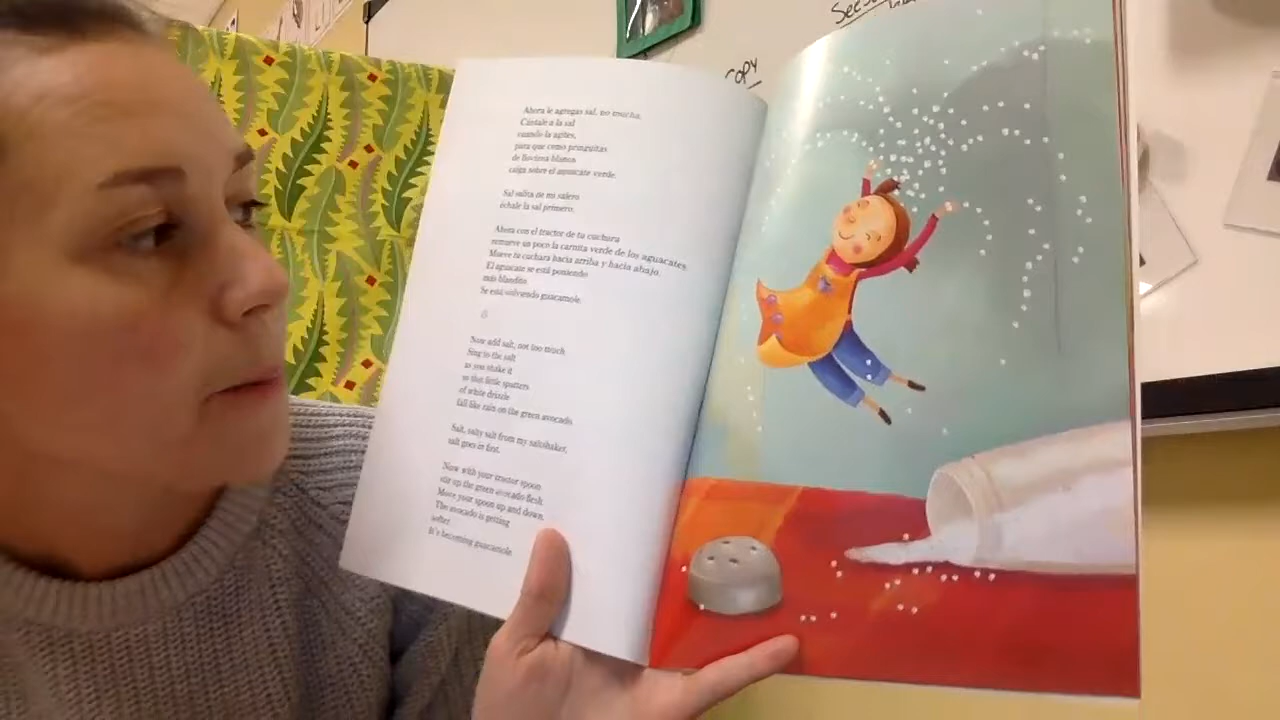 Ahora le agregas sal, no mucha.
Cántale a la sal
cuando la agites,
para que como pringuitas
de llovizna blanca
caiga sobre el aguacate verde.
Sal salita de mi salero
échale la sal primero.
Ahora con el tractor de tu cuchara
remueve un poco la carnita verde de los aguacates.
Mueve tu cuchara hacia arriba y hacia abajo.
El aguacate se está poniendo
más blandito.
Se está volviendo guacamole.
Now add salt, not too much.
Sing to the salt
as you shake it
so that little spatters
of white drizzle
fall like rain on the green avocado.
Salt, salty salt from my saltshaker,
salt goes in first.
Now with your tractor spoon
stir up the green avocado flesh.
Move your spoon up and down.
The avocado is getting
softer.
It's becoming guacamole.